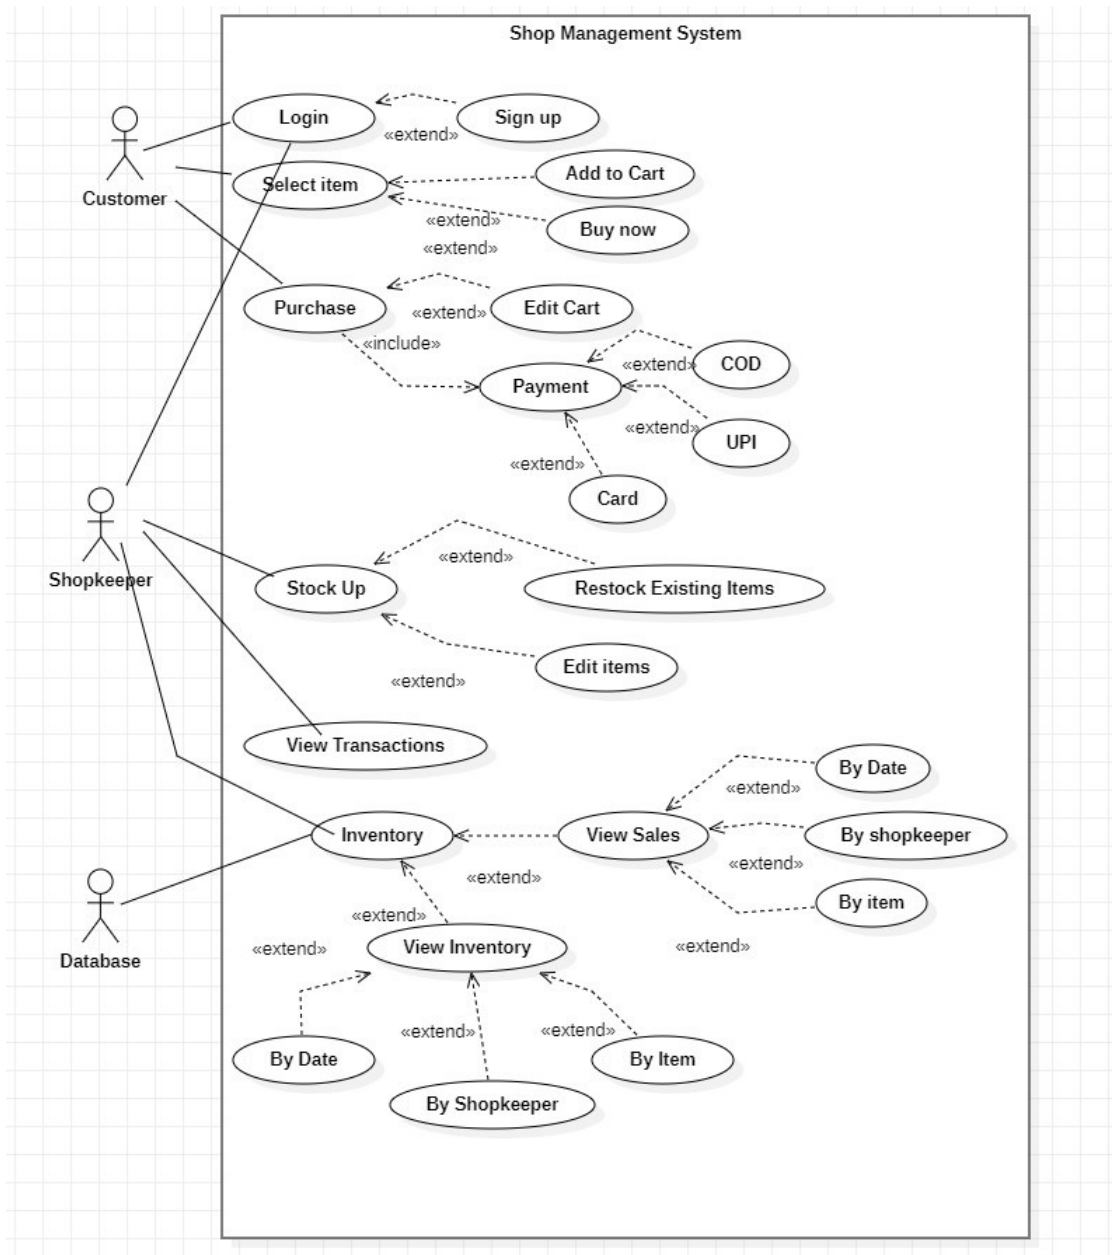 Shop Management System
Login
Sign up
«extend»
Customer
Select item
Add to Cart
«extend»
Buy now
«extend»
Purchase
«extend»
Edit Cart
«include»
«extend»
COD
Payment
«extend»
UPI
«extend»
Card
Shopkeeper
«extend»
Stock Up
Restock Existing Items
Edit items
«extend»
View Transactions
By Date
«extend»
Inventory
View Sales
By shopkeeper
«extend»
«extend»
By item
«extend»
«extend»
Database
«extend»
View Inventory
«extend»
«extend»
By Date
By Item
By Shopkeeper